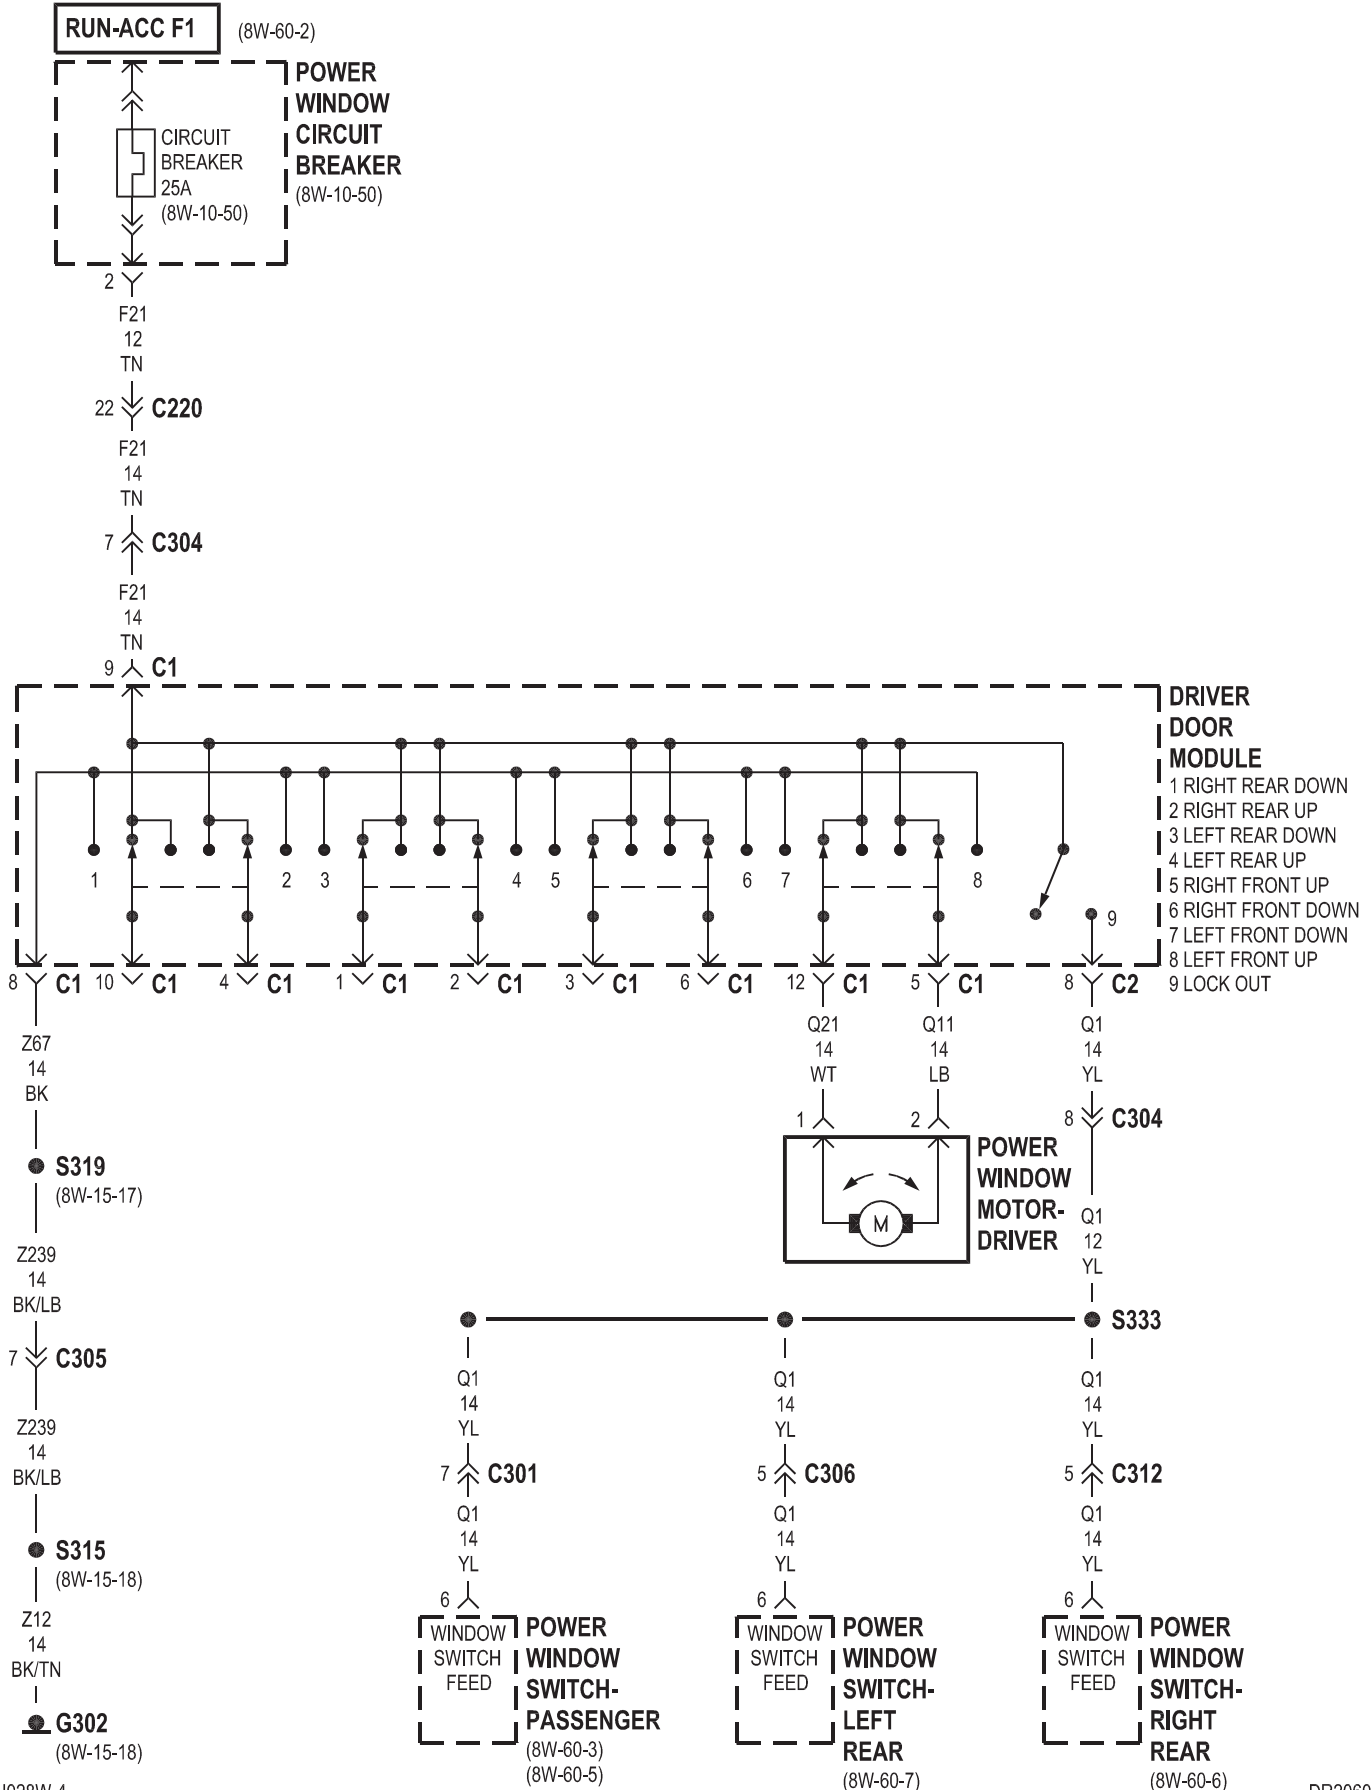 RUN-ACC F1 (8W-60-2)
POWER
WINDOW
CIRCUIT
BREAKER
(8W-10-50)
CIRCUIT
BREAKER
25A
(8W-10-50)
2
F21
12
TN
22 C220
F21
14
TN
7 C304
F21
14
TN
9 C1
DRIVER
DOOR
MODULE
1 RIGHT REAR DOWN
2 RIGHT REAR UP
3 LEFT REAR DOWN
4 LEFT REAR UP
5 RIGHT FRONT UP
6 RIGHT FRONT DOWN
7 LEFT FRONT DOWN
8 LEFT FRONT UP
9 LOCK OUT
1 2 3 4 5 6 7 8
9
8 C1 10 C1 4 C1 1 C1 2 C1 3 C1 6 C1 12 C1 5 C1 8 C2
Z67
14
BK
S319
(8W-15-17)
Z239
14
BK/LB
7 C305
Z239
14
BK/LB
S315
(8W-15-18)
Z12
14
BK/TN
G302
(8W-15-18)
Q21
14
WT
1
Q11
14
LB
2
M
POWER
WINDOW
MOTOR-
DRIVER
Q1
14
YL
8 C304
Q1
12
YL
S333
Q1
14
YL
7 C301
Q1
14
YL
6
WINDOW
SWITCH
FEED
POWER
WINDOW
SWITCH-
PASSENGER
(8W-60-3)
(8W-60-5)
Q1
14
YL
5 C306
Q1
14
YL
6
WINDOW
SWITCH
FEED
POWER
WINDOW
SWITCH-
LEFT
REAR
(8W-60-7)
Q1
14
YL
5 C312
Q1
14
YL
6
WINDOW
SWITCH
FEED
POWER
WINDOW
SWITCH-
RIGHT
REAR
(8W-60-6)